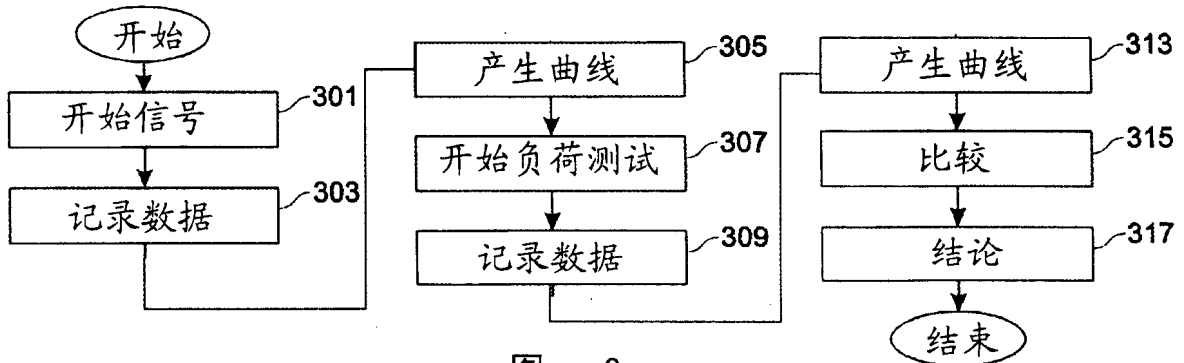 开始
开始信号
301
记录数据
303
产生曲线
305
开始负荷测试
307
记录数据
309
产生曲线
313
比较
315
结论
317
结束